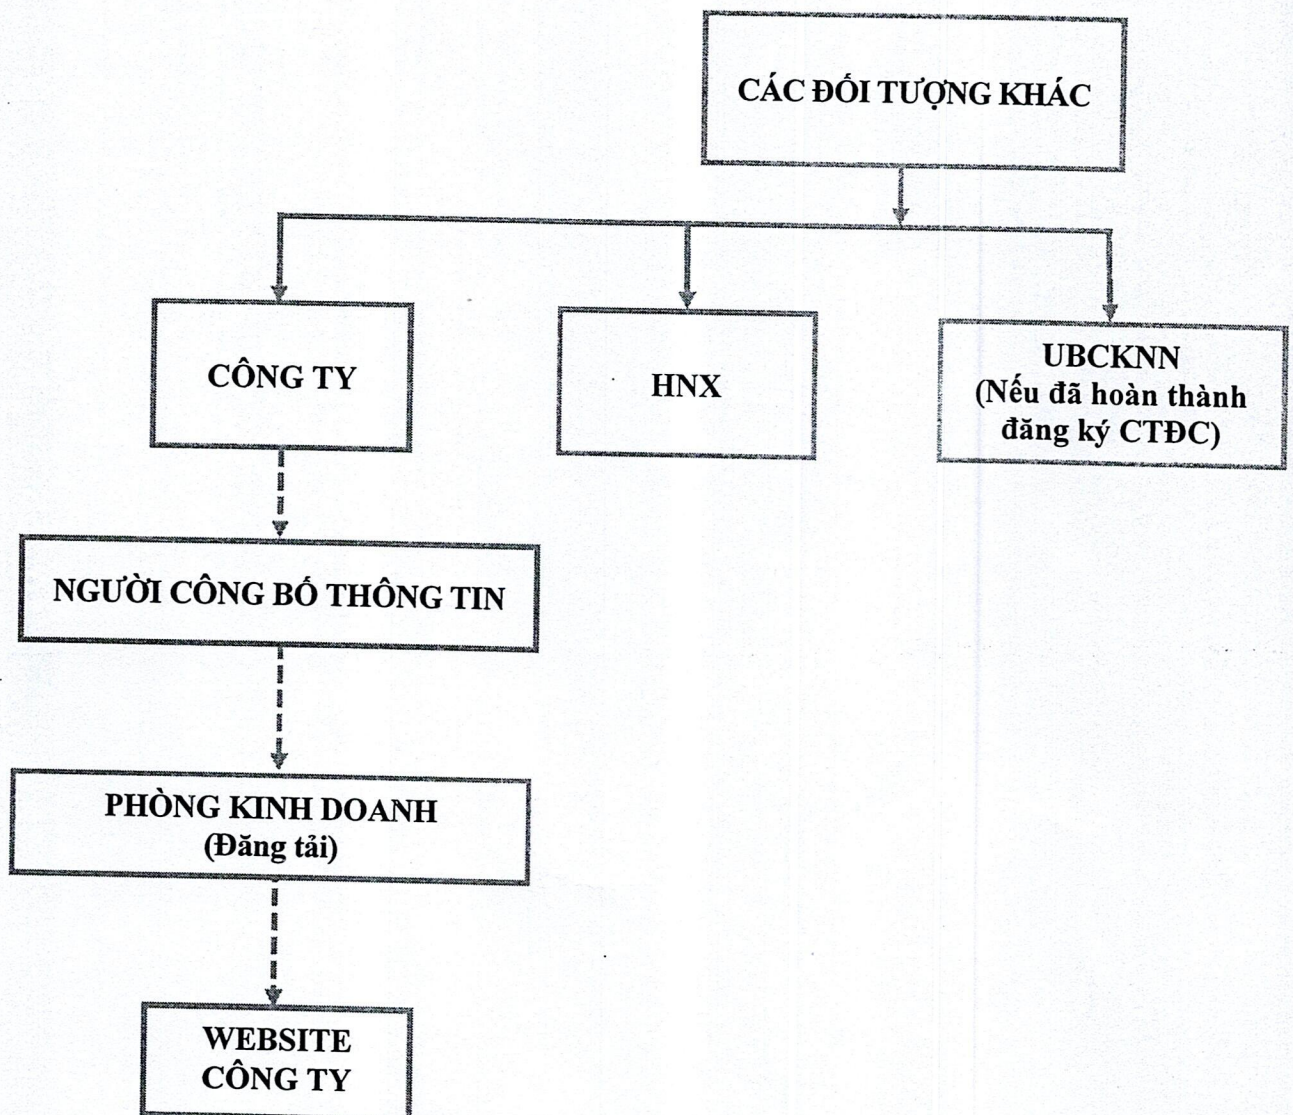 CÁC ĐỐI TƯỢNG KHÁC
CÔNG TY
HNX
UBCKNN
(Nếu đã hoàn thành
đăng ký CTĐC)
NGƯỜI CÔNG BỐ THÔNG TIN
PHÒNG KINH DOANH
(Đăng tải)
WEBSITE
CÔNG TY